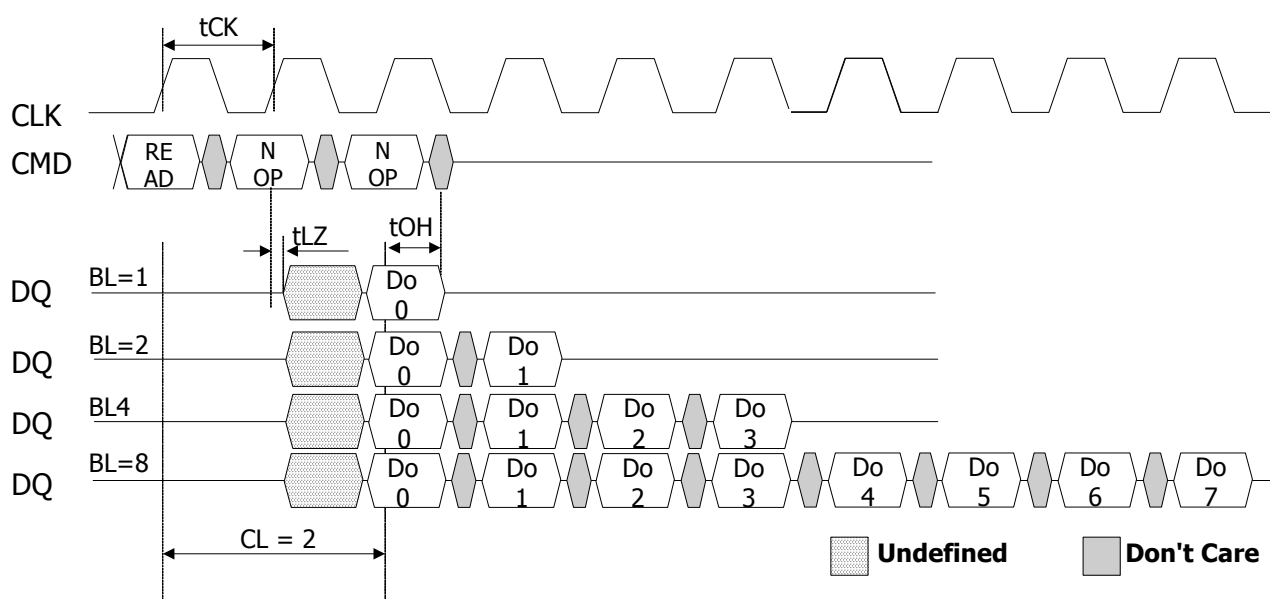 tCK
CLK
CMD
RE
AD
N
OP
N
OP
tLZ
tOH
DQ
BL=1
Do
0
DQ
BL=2
Do
0
Do
1
DQ
BL4
Do
0
Do
1
Do
2
Do
3
DQ
BL=8
Do
0
Do
1
Do
2
Do
3
Do
4
Do
5
Do
6
Do
7
CL = 2
Undefined
Don't Care